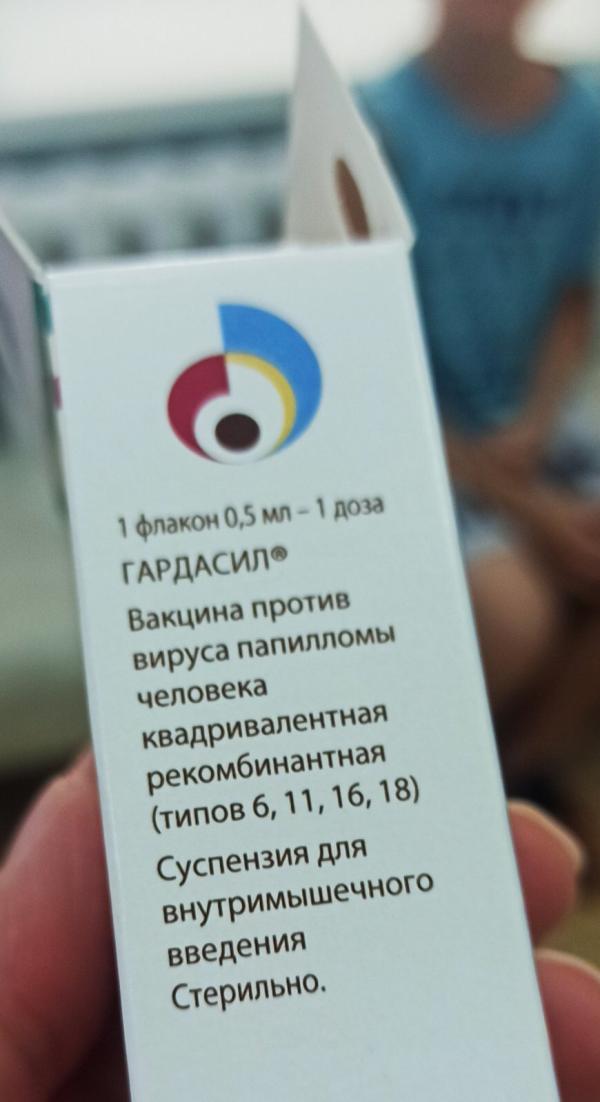 1 флакон 0,5 мл – 1 доза
ГАРДАСИЛ®
Вакцина против
вируса папилломы
человека
квадривалентная
рекомбинантная
(типов 6, 11, 16, 18)
Суспензия для
внутримышечного
введения
Стерильно.